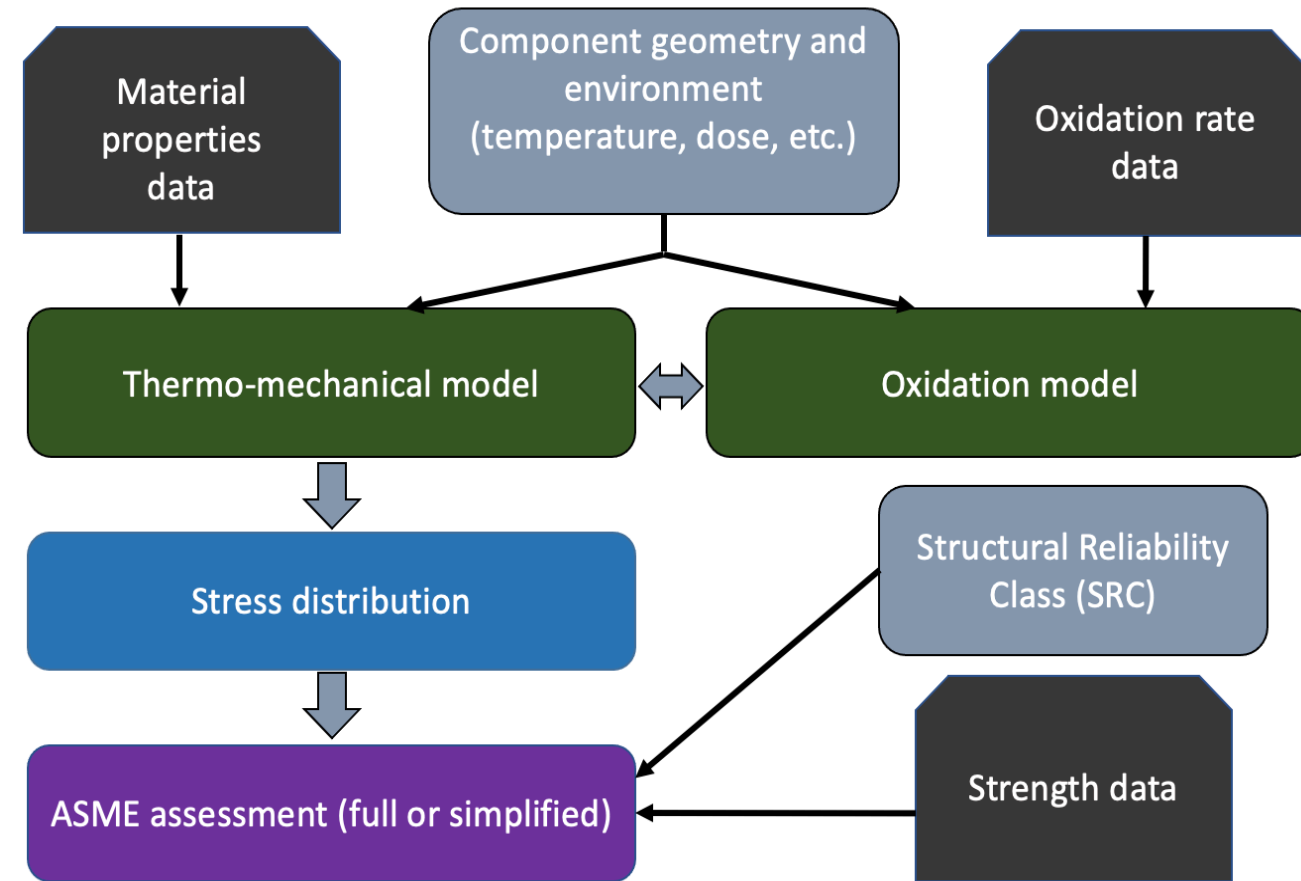 Component geometry and
environment
(temperature, dose, etc.)
Material
properties
data
Oxidation rate
data
Thermo-mechanical model
Oxidation model
Stress distribution
Structural Reliability
Class (SRC)
ASME assessment (full or simplified)
Strength data